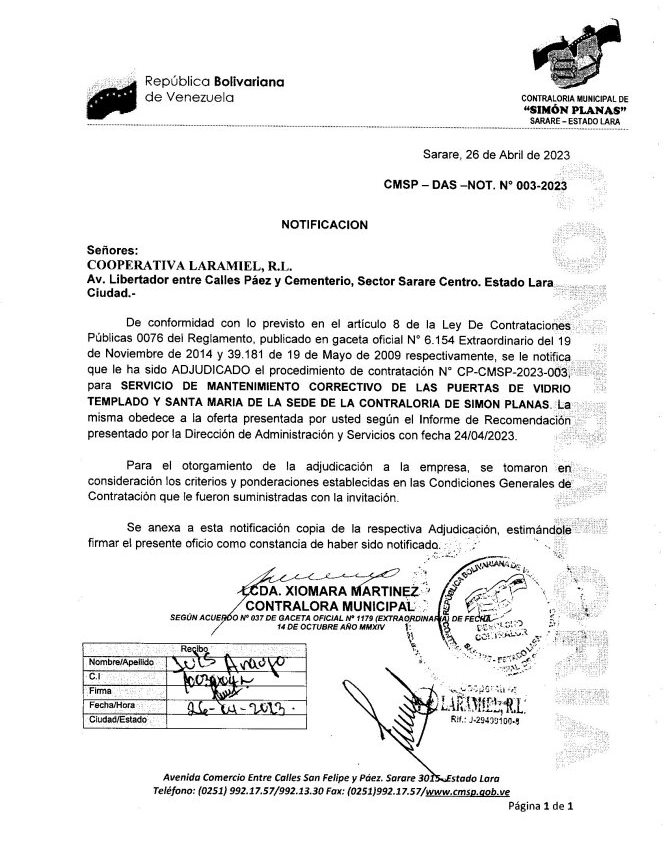 República Bolivariana
de Venezuela
CONTRALORIA MUNICIPAL DE
"SIMÓN PLANAS"
SARARE – ESTADO LARA
Sarare, 26 de Abril de 2023
CMSP – DAS –NOT. N° 003-2023
NOTIFICACION
Señores:
COOPERATIVA LARAMIEL, R.L.
Av. Libertador entre Calles Páez y Cementerio, Sector Sarare Centro. Estado Lara
Ciudad.-
De conformidad con lo previsto en el artículo 8 de la Ley De Contrataciones
Públicas 0076 del Reglamento, publicado en gaceta oficial N° 6.154 Extraordinario del 19
de Noviembre de 2014 y 39.181 de 19 de Mayo de 2009 respectivamente, se le notifica
que le ha sido ADJUDICADO el procedimiento de contratación N° CP-CMSP-2023-003,
para SERVICIO DE MANTENIMIENTO CORRECTIVO DE LAS PUERTAS DE VIDRIO
TEMPLADO Y SANTA MARIA DE LA SEDE DE LA CONTRALORIA DE SIMON PLANAS. La
misma obedece a la oferta presentada por usted según el Informe de Recomendación
presentado por la Dirección de Administración y Servicios con fecha 24/04/2023.
Para el otorgamiento de la adjudicación a la empresa, se tomaron en
consideración los criterios y ponderaciones establecidas en las Condiciones Generales de
Contratación que le fueron suministradas con la invitación.
Se anexa a esta notificación copia de la respectiva Adjudicación, estimándole
firmar el presente oficio como constancia de haber sido notificado.
LCDA. XIOMARA MARTINEZ
CONTRALORA MUNICIPAL
SEGÚN ACUERDO Nº 037 DE GACETA OFICIAL Nº 1179 (EXTRAORDINARIA) DE FECHA
14 DE OCTUBRE AÑO MMXIV
Recibo
Nombre/Apellido Luis Araujo
C.I
Firma
Fecha/Hora 26-04-2023.
Ciudad/Estado
REPÚBLICA BOLIVARIANA DE
SARARE - ESTADO LARA
Cooperativa
LARAMIEL, R.L.
Rif.: J-29400100-8
CONTRALORIA
Avenida Comercio Entre Calles San Felipe y Páez. Sarare 3015-Estado Lara
Teléfono: (0251) 992.17.57/992.13.30 Fax: (0251)992.17.57/www.cmsp.gob.ve
Página 1 de 1